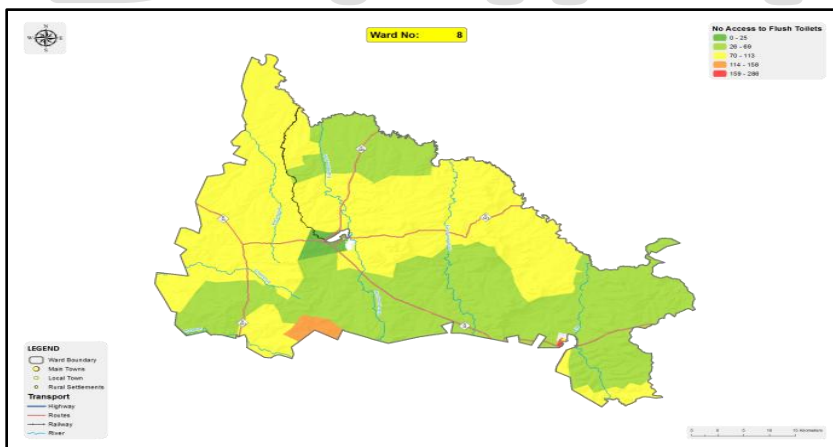 N
W
E
S
Ward No: 8
No Access to Flush Toilets
0 - 25
26 - 69
70 - 113
114 - 158
159 - 286
LEGEND
Ward Boundary
Main Towns
Local Town
Rural Settlements
Transport
Highway
Routes
Railway
River